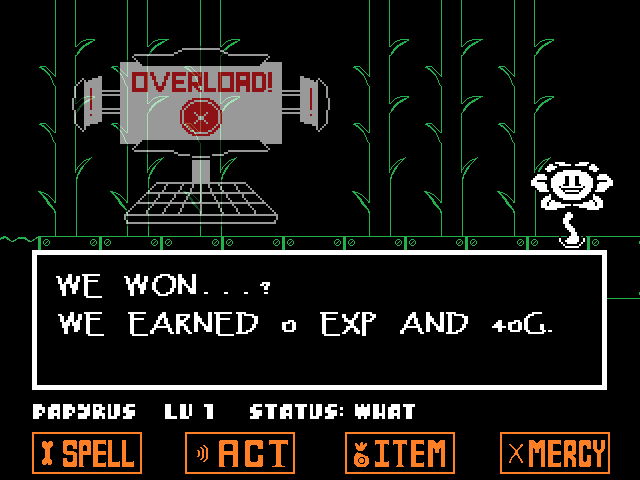 OVERLOAD!
! !
WE WON...?
WE EARNED 0 EXP AND 40G.
PAPYRUS LV 1 STATUS: WHAT
SPELL ACT ITEM MERCY